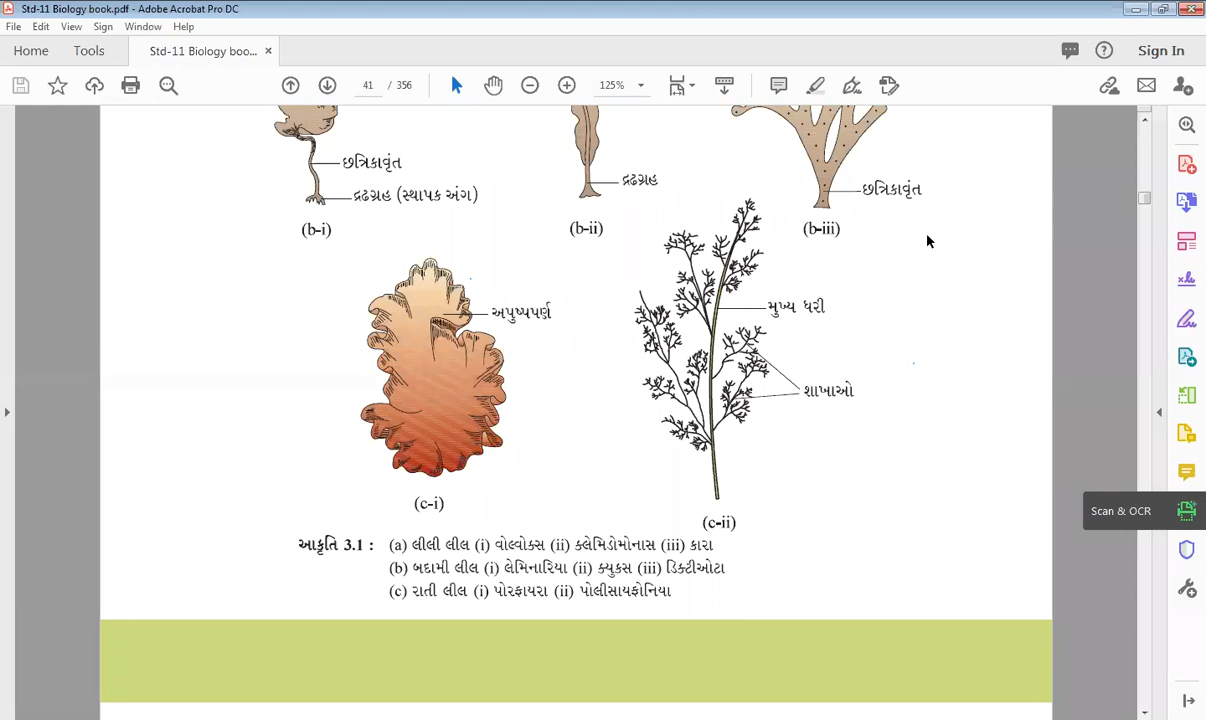 Std-11 Biology book.pdf - Adobe Acrobat Pro DC
File Edit View Sign Window Help
Home Tools Std-11 Biology boo... × Sign In
41 / 356 125%
છત્રિકાવૃંત
દ્રઢગ્રહ (સ્થાપક અંગ)
દ્રઢગ્રહ
છત્રિકાવૃંત
(b-i) (b-ii) (b-iii)
અપુષ્પપર્ણ
મુખ્ય ધરી
શાખાઓ
(c-i)
(c-ii)
Scan & OCR
આકૃતિ 3.1 : (a) લીલી લીલ (i) વોલ્વોક્સ (ii) ક્લેમિડોમોનાસ (iii) કારા
(b) બદામી લીલ (i) લેમિનારિયા (ii) ફ્યુકસ (iii) ડિક્ટીઓટા
(c) રાતી લીલ (i) પોરફાયરા (ii) પોલીસાયફોનિયા